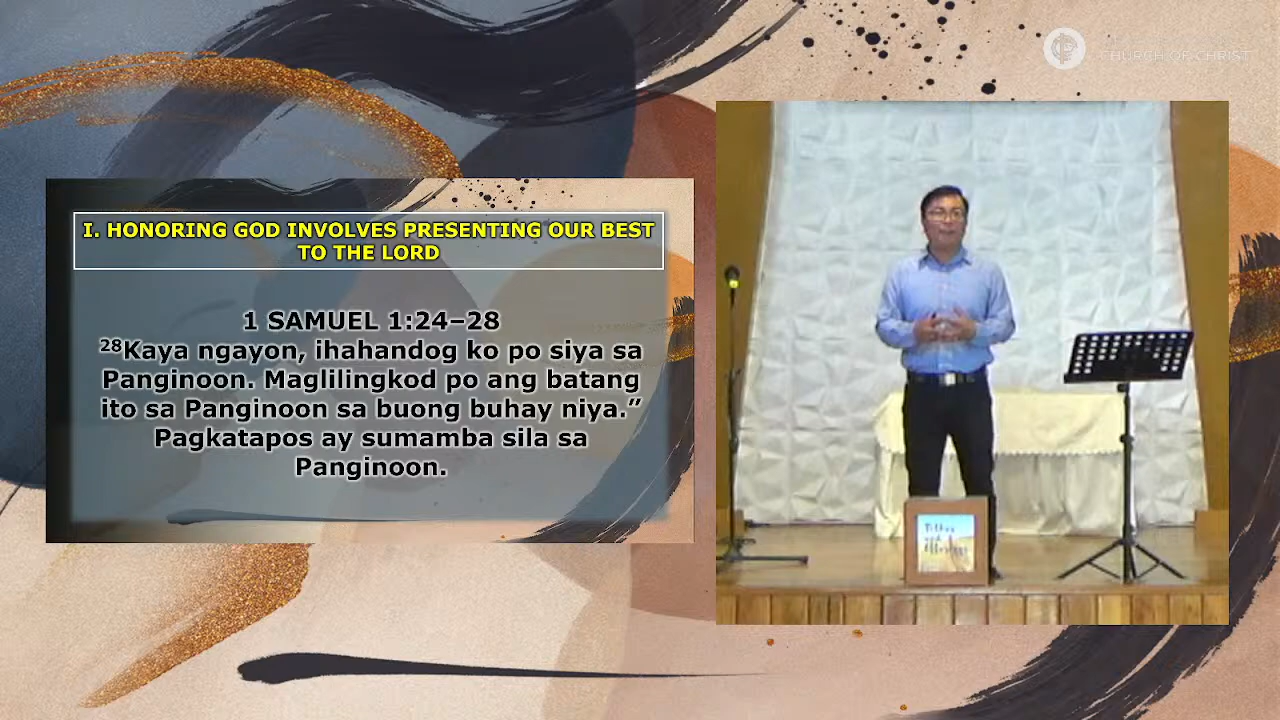 CHURCH OF CHRIST
I. HONORING GOD INVOLVES PRESENTING OUR BEST
TO THE LORD
1 SAMUEL 1:24–28
²⁸Kaya ngayon, ihahandog ko po siya sa
Panginoon. Maglilingkod po ang batang
ito sa Panginoon sa buong buhay niya.”
Pagkatapos ay sumamba sila sa
Panginoon.